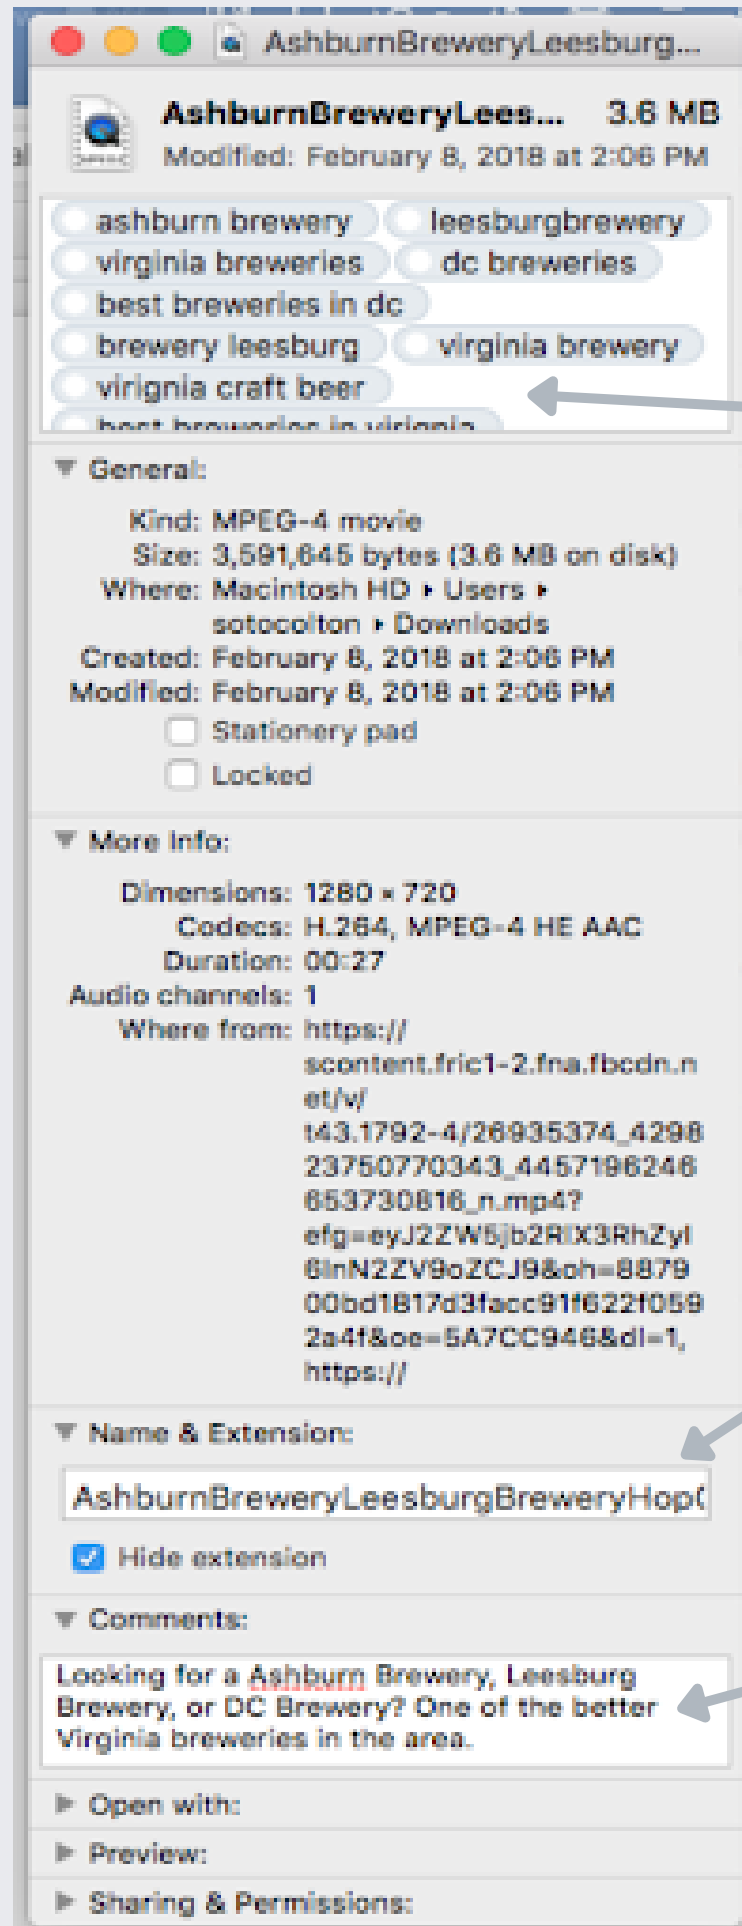 AshburnBreweryLeesburg...
AshburnBreweryLees... 3.6 MB
Modified: February 8, 2018 at 2:06 PM
ashburn brewery leesburgbrewery
virginia breweries dc breweries
best breweries in dc
brewery leesburg virginia brewery
virignia craft beer
best breweries in virignia
General:
Kind: MPEG-4 movie
Size: 3,591,645 bytes (3.6 MB on disk)
Where: Macintosh HD ▸ Users ▸
sotocolton ▸ Downloads
Created: February 8, 2018 at 2:06 PM
Modified: February 8, 2018 at 2:06 PM
Stationery pad
Locked
More Info:
Dimensions: 1280 × 720
Codecs: H.264, MPEG-4 HE AAC
Duration: 00:27
Audio channels: 1
Where from: https://
scontent.fric1-2.fna.fbcdn.n
et/v/
t43.1792-4/26935374_4298
23750770343_4457196246
653730816_n.mp4?
efg=eyJ2ZW5jb2RlX3RhZyI
6InN2ZV9oZCJ9&oh=8879
00bd1817d3facc91f622f059
2a4f&oe=5A7CC946&dl=1,
https://
Name & Extension:
AshburnBreweryLeesburgBreweryHop
Hide extension
Comments:
Looking for a Ashburn Brewery, Leesburg
Brewery, or DC Brewery? One of the better
Virginia breweries in the area.
Open with:
Preview:
Sharing & Permissions: